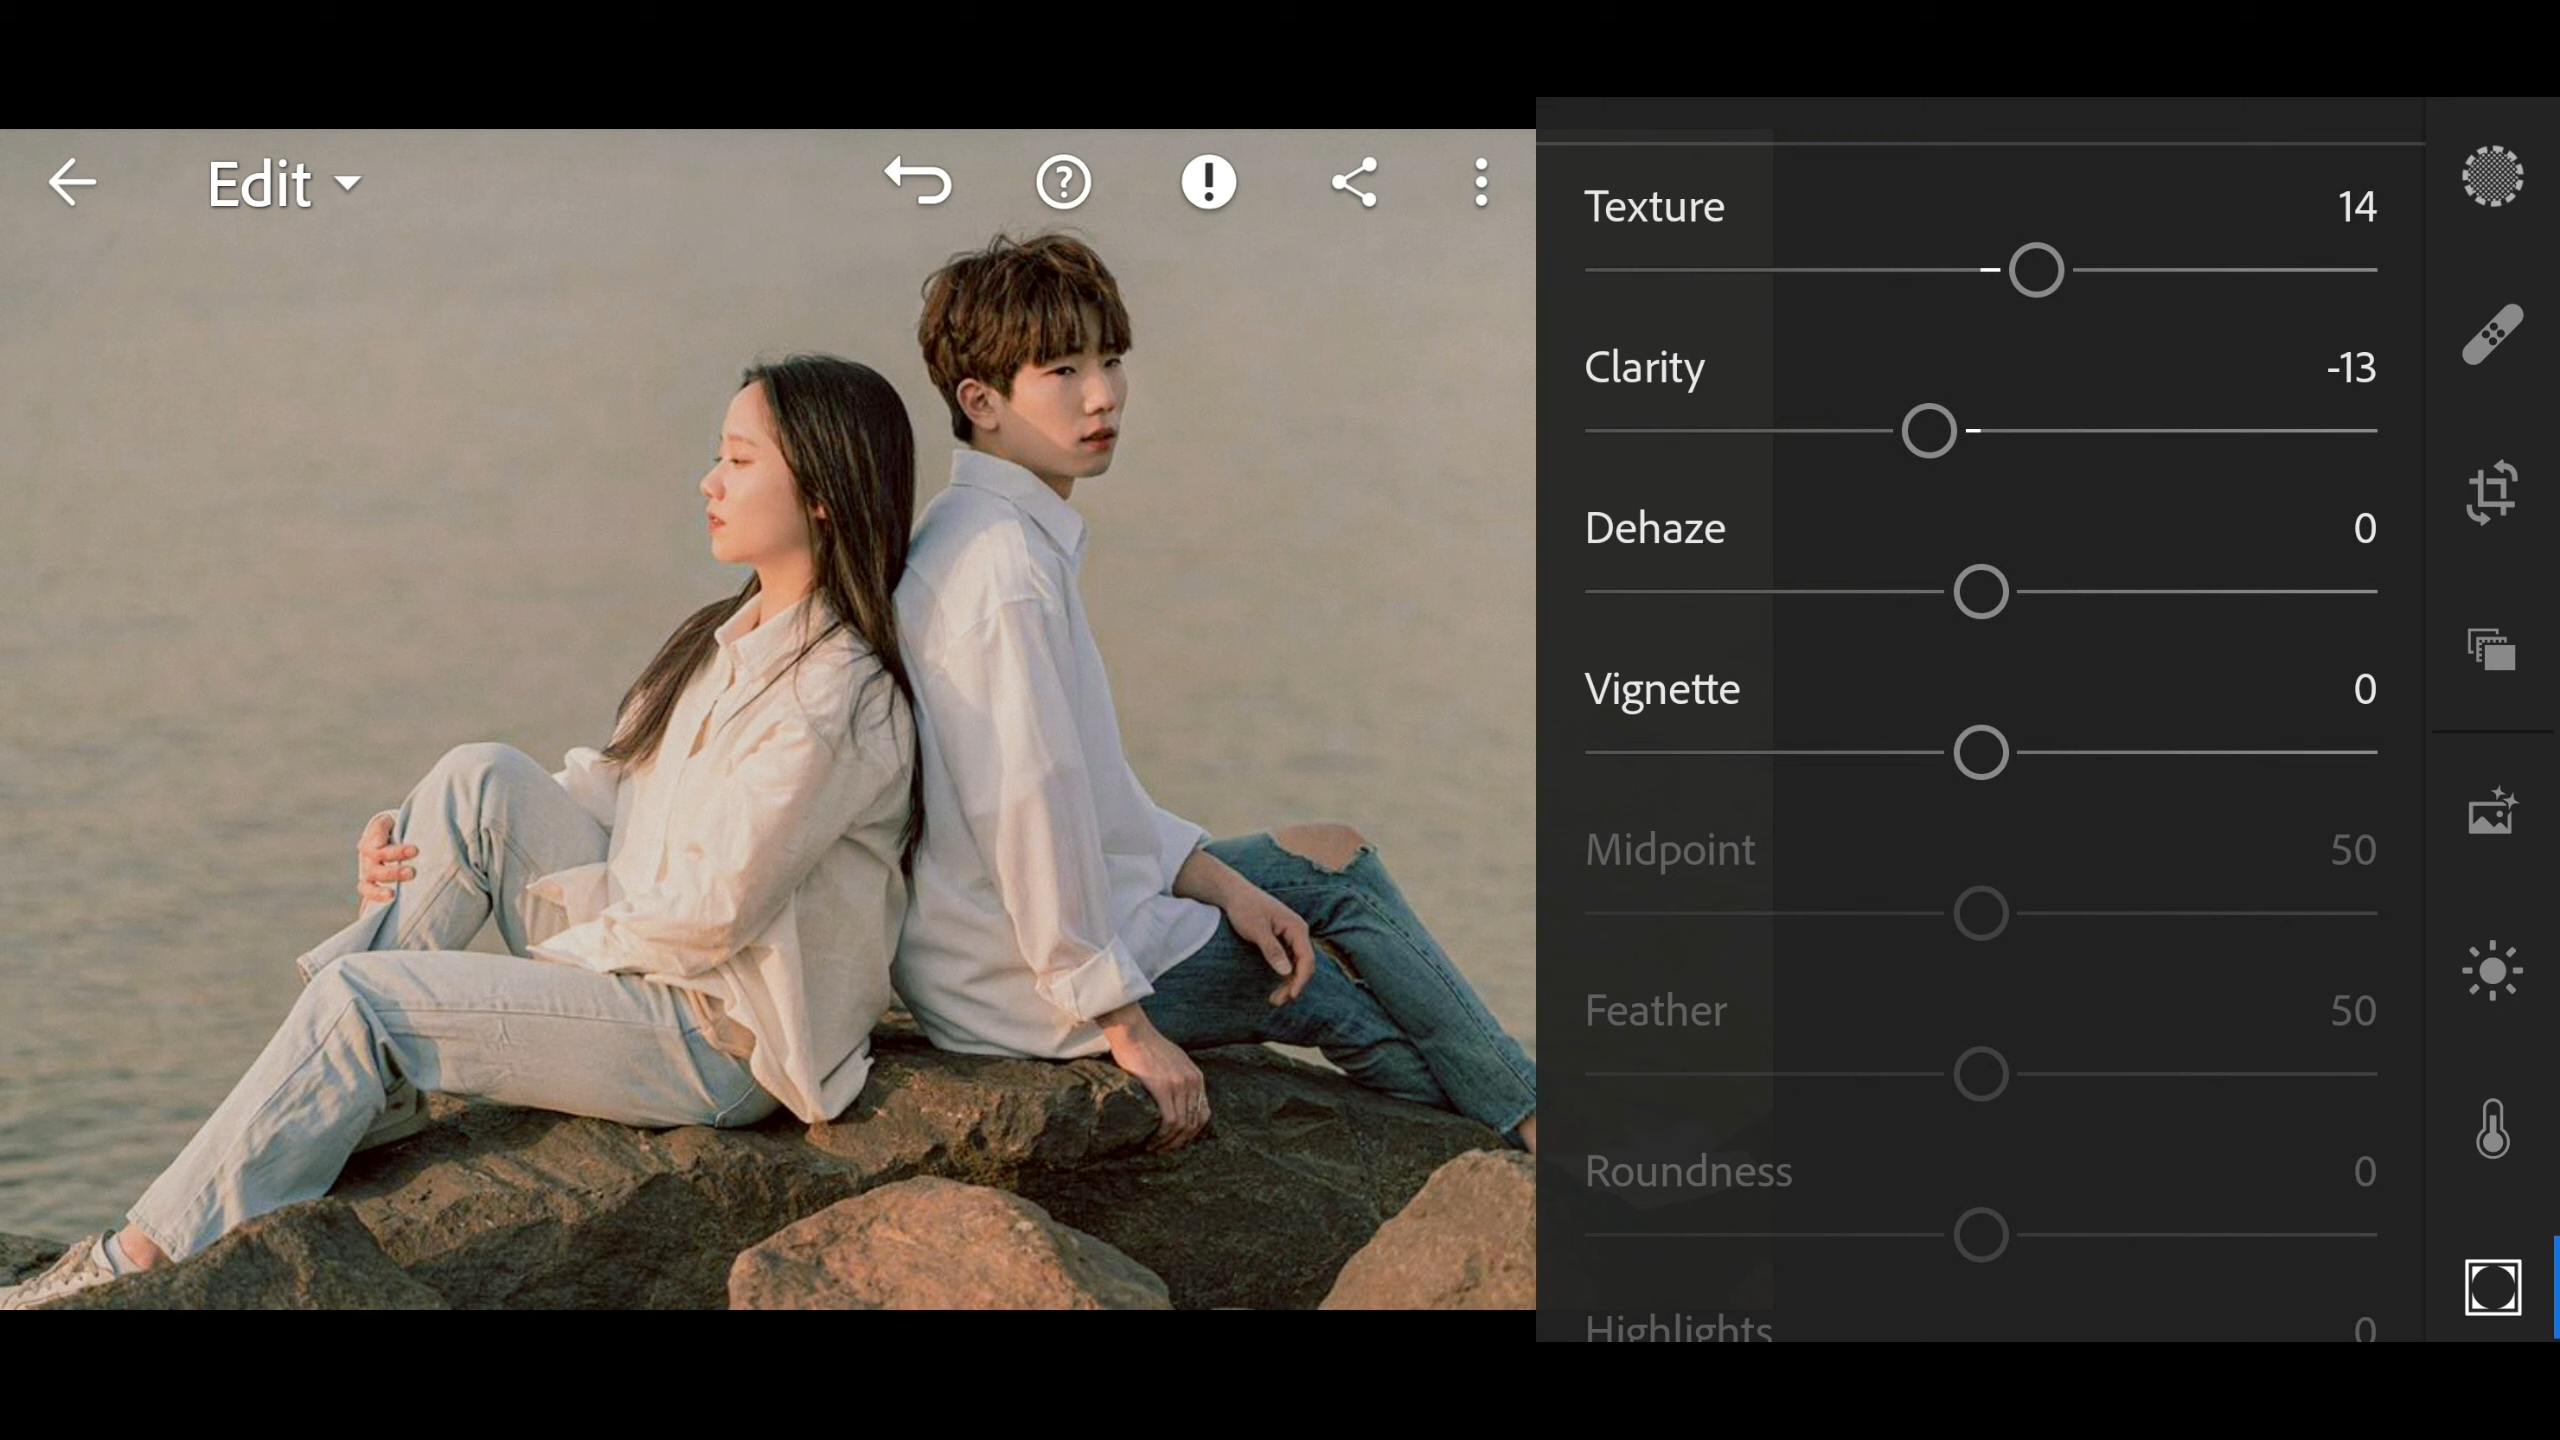 Edit
Texture 14
Clarity -13
Dehaze 0
Vignette 0
Midpoint 50
Feather 50
Roundness 0
Highlights 0